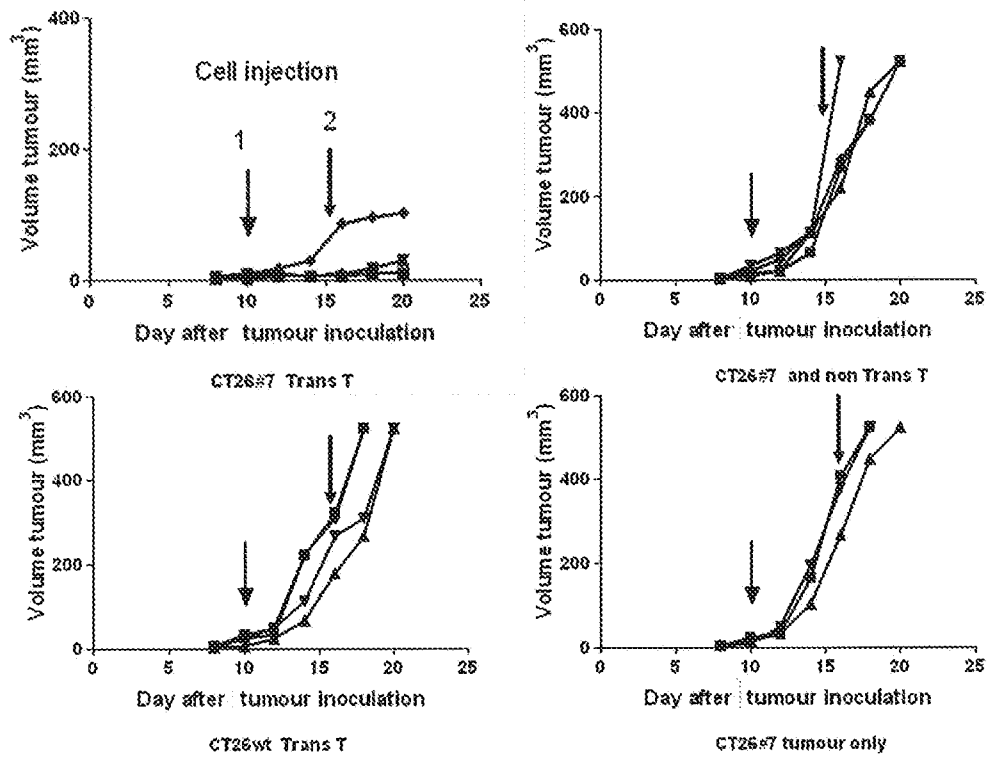 400
200
0
Volume tumour (mm3)
Cell injection
1
2
0 5 10 15 20 25
Day after tumour inoculation
CT26#7 Trans T
600
400
200
0
Volume tumour (mm3)
0 5 10 15 20 25
Day after tumour inoculation
CT26#7 and non Trans T
600
400
200
0
Volume tumour (mm3)
0 5 10 15 20 25
Day after tumour inoculation
CT26wt Trans T
600
400
200
0
Volume tumour (mm3)
0 5 10 15 20 25
Day after tumour inoculation
CT26#7 tumour only